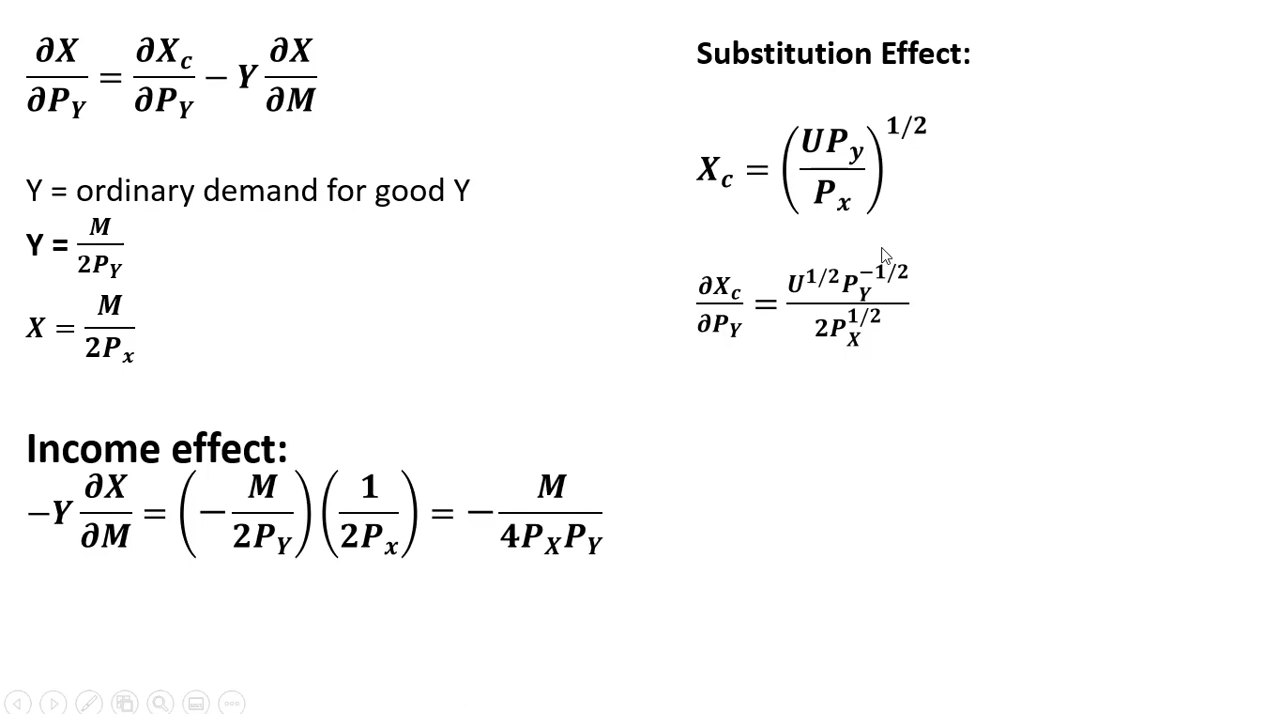 ∂X/∂P_Y = ∂X_c/∂P_Y − Y ∂X/∂M
Y = ordinary demand for good Y
Y = M/2P_Y
X = M/2P_x
Income effect:
−Y ∂X/∂M = (−M/2P_Y)(1/2P_x) = −M/4P_XP_Y
Substitution Effect:
X_c = (UP_y/P_x)^1/2
∂X_c/∂P_Y = U^1/2 P_Y^−1/2 / 2P_X^1/2